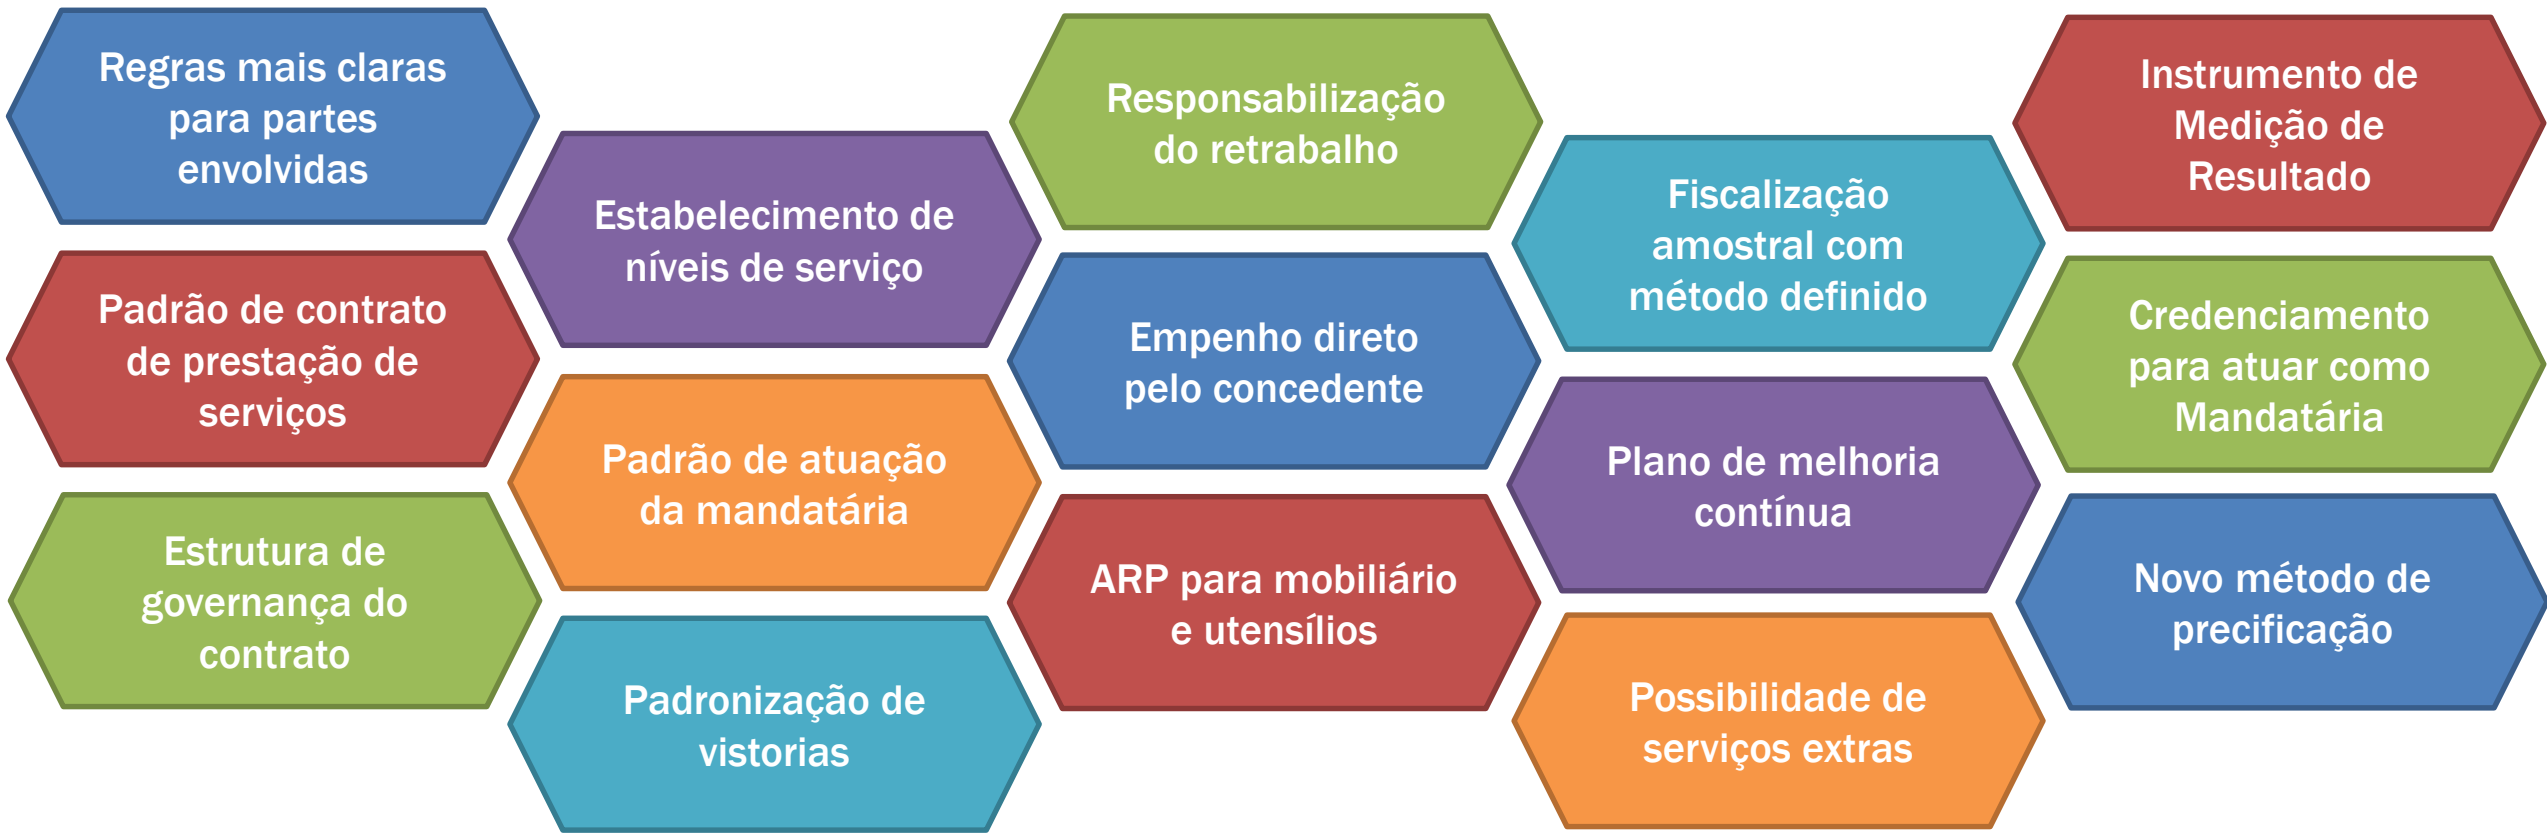 Regras mais claras
para partes
envolvidas
Padrão de contrato
de prestação de
serviços
Estrutura de
governança do
contrato
Estabelecimento de
níveis de serviço
Padrão de atuação
da mandatária
Padronização de
vistorias
Responsabilização
do retrabalho
Empenho direto
pelo concedente
ARP para mobiliário
e utensílios
Fiscalização
amostral com
método definido
Plano de melhoria
contínua
Possibilidade de
serviços extras
Instrumento de
Medição de
Resultado
Credenciamento
para atuar como
Mandatária
Novo método de
precificação